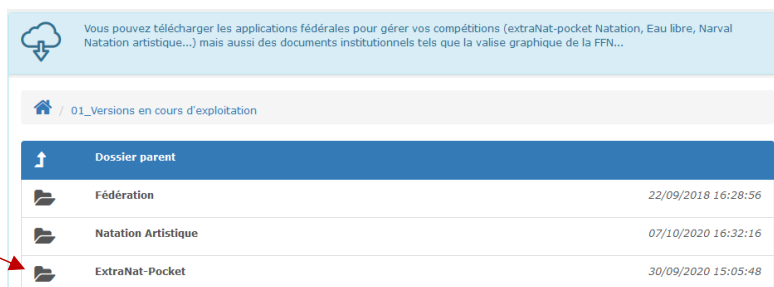 Vous pouvez télécharger les applications fédérales pour gérer vos compétitions (extraNat-pocket Natation, Eau libre, Narval
Natation artistique...) mais aussi des documents institutionnels tels que la valise graphique de la FFN...
/ 01_Versions en cours d'exploitation
Dossier parent
Fédération 22/09/2018 16:28:56
Natation Artistique 07/10/2020 16:32:16
ExtraNat-Pocket 30/09/2020 15:05:48